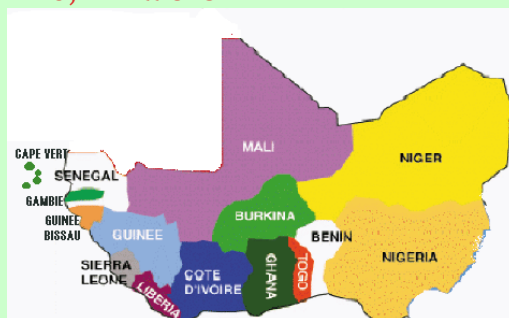 MALI
NIGER
CAPE VERT
SENEGAL
GAMBIE
GUINEE
BISSAU
GUINEE
BURKINA
BENIN
NIGERIA
SIERRA
LEONE
LIBERIA
COTE
D'IVOIRE
GHANA
TOGO